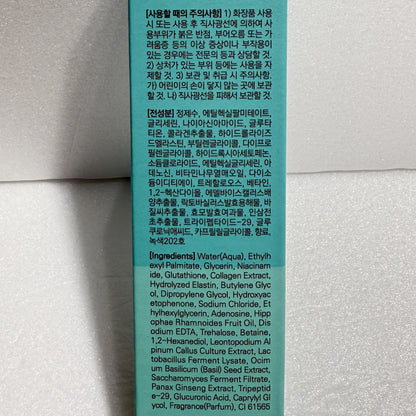 [사용할 때의 주의사항] 1) 화장품 사용
시 또는 사용 후 직사광선에 의하여 사
용부위가 붉은 반점, 부어오름 또는 가
려움증 등의 이상 증상이나 부작용이
있는 경우에는 전문의 등과 상담할 것.
2) 상처가 있는 부위 등에는 사용을 자
제할 것. 3) 보관 및 취급 시 주의사항.
가) 어린이의 손이 닿지 않는 곳에 보관
할 것. 나) 직사광선을 피해서 보관할 것.
[전성분] 정제수, 에틸헥실팔미테이트,
글리세린, 나이아신아마이드, 글루타
티온, 콜라겐추출물, 하이드롤라이즈
드엘라스틴, 부틸렌글라이콜, 다이프로
필렌글라이콜, 하이드록시아세토페논,
소듐클로라이드, 에틸헥실글리세린, 아
데노신, 비타민나무열매오일, 다이소
듐이디티에이, 트레할로오스, 베타인,
1,2-헥산다이올, 에델바이스캘러스배
양추출물, 락토바실러스발효용해물, 바
질씨추출물, 효모발효여과물, 인삼전
초추출물, 트라이펩타이드-29, 글루
쿠로닉애씨드, 카프릴릴글라이콜, 향료,
녹색202호
[Ingredients] Water(Aqua), Ethylh
exyl Palmitate, Glycerin, Niacinam
ide, Glutathione, Collagen Extract,
Hydrolyzed Elastin, Butylene Glyc
ol, Dipropylene Glycol, Hydroxyac
etophenone, Sodium Chloride, Et
hylhexylglycerin, Adenosine, Hipp
ophae Rhamnoides Fruit Oil, Dis
odium EDTA, Trehalose, Betaine,
1,2-Hexanediol, Leontopodium Al
pinum Callus Culture Extract, Lac
tobacillus Ferment Lysate, Ocim
um Basilicum (Basil) Seed Extract,
Saccharomyces Ferment Filtrate,
Panax Ginseng Extract, Tripeptid
e-29, Glucuronic Acid, Caprylyl Gl
ycol, Fragrance(Parfum), CI 61565